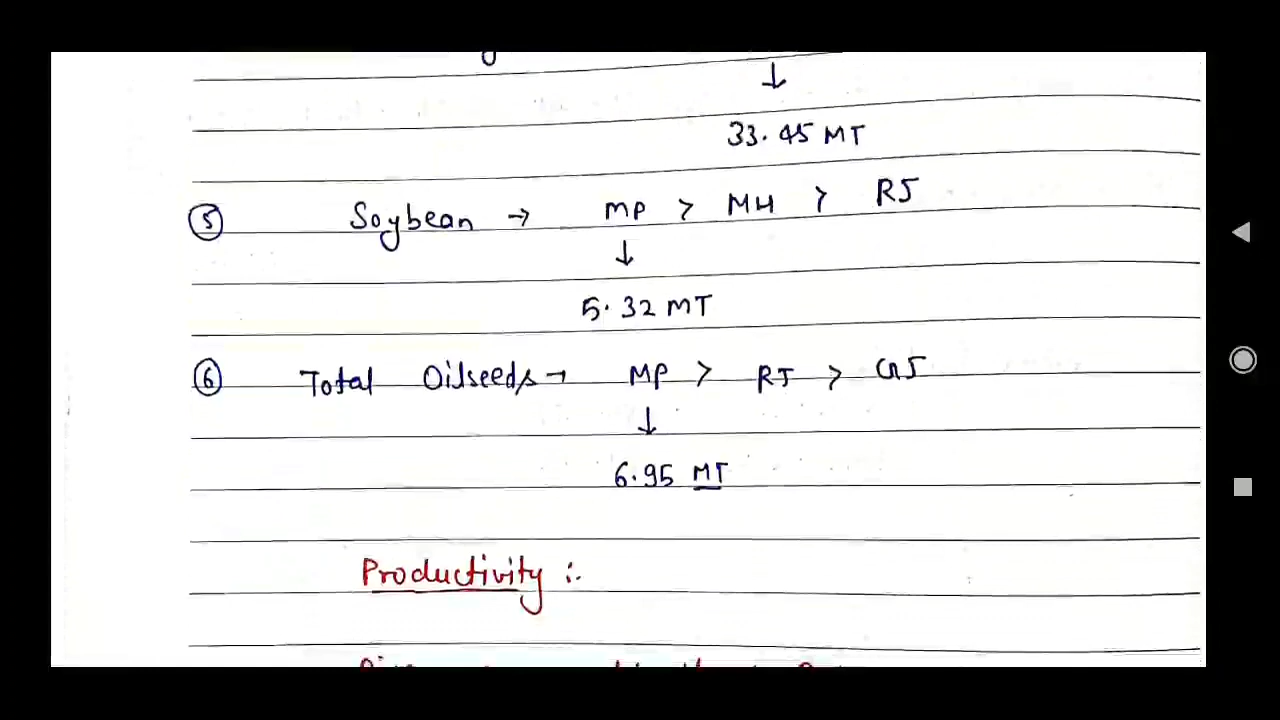 33.45 MT
⑤ Soybean → MP > MH > RJ
↓
5.32 MT
⑥ Total Oilseeds → MP > RJ > GJ
↓
6.95 MT
Productivity :-